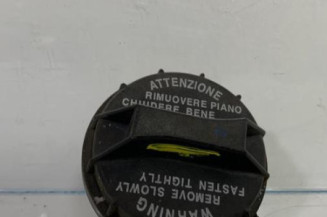 ATTENZIONE
RIMUOVERE PIANO
CHIUDERE BENE
WARNING
REMOVE SLOWLY
FASTEN TIGHTLY